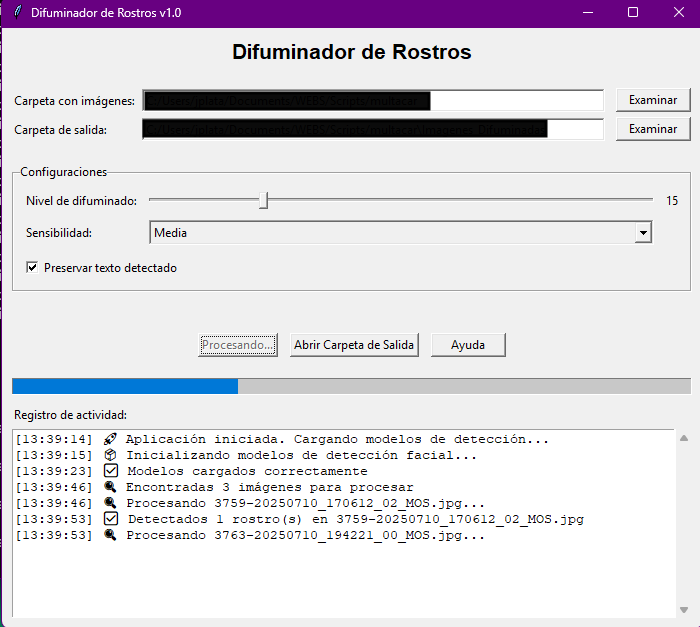 Difuminador de Rostros v1.0
Difuminador de Rostros
Carpeta con imágenes:
Examinar
Carpeta de salida:
Examinar
Configuraciones
Nivel de difuminado:
15
Sensibilidad:
Media
Preservar texto detectado
Procesando...
Abrir Carpeta de Salida
Ayuda
Registro de actividad:
[13:39:14] 🚀 Aplicación iniciada. Cargando modelos de detección...
[13:39:15] 📦 Inicializando modelos de detección facial...
[13:39:23] ☑ Modelos cargados correctamente
[13:39:46] 🔍 Encontradas 3 imágenes para procesar
[13:39:46] 🔍 Procesando 3759-20250710_170612_02_MOS.jpg...
[13:39:53] ☑ Detectados 1 rostro(s) en 3759-20250710_170612_02_MOS.jpg
[13:39:53] 🔍 Procesando 3763-20250710_194221_00_MOS.jpg...